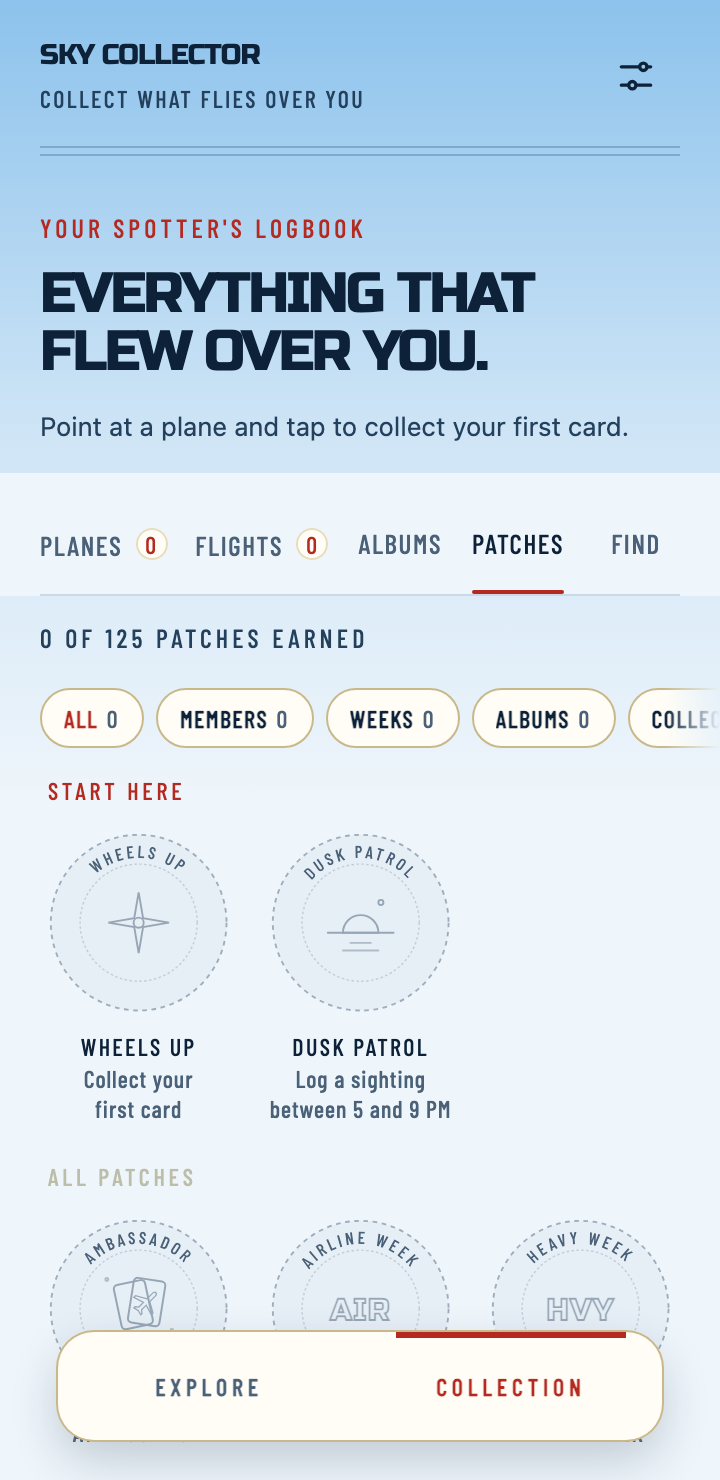 SKY COLLECTOR
COLLECT WHAT FLIES OVER YOU
YOUR SPOTTER'S LOGBOOK
EVERYTHING THAT
FLEW OVER YOU.
Point at a plane and tap to collect your first card.
PLANES 0 FLIGHTS 0 ALBUMS PATCHES FIND
0 OF 125 PATCHES EARNED
ALL 0 MEMBERS 0 WEEKS 0 ALBUMS 0
START HERE
WHEELS UP DUSK PATROL
WHEELS UP DUSK PATROL
Collect your Log a sighting
first card between 5 and 9 PM
ALL PATCHES
AMBASSADOR AIRLINE WEEK HEAVY WEEK
AIR HVY
EXPLORE COLLECTION